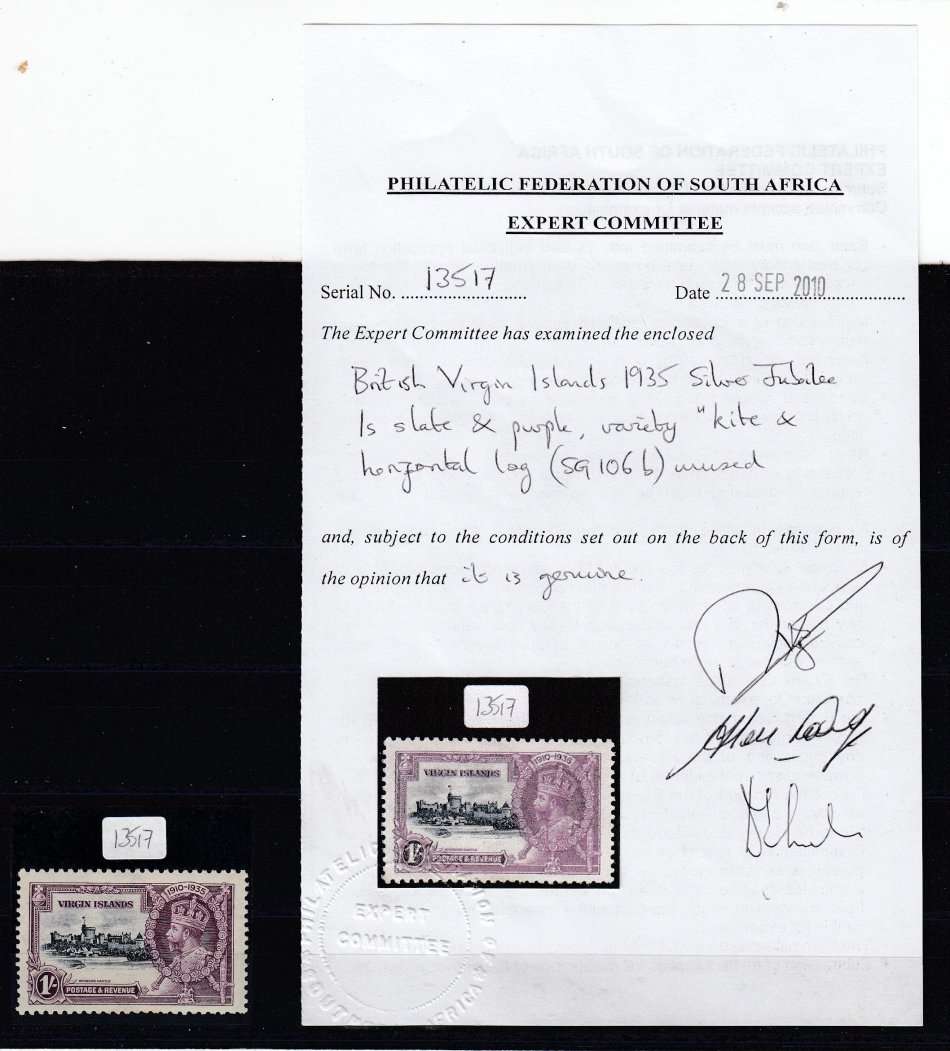 PHILATELIC FEDERATION OF SOUTH AFRICA
EXPERT COMMITTEE
Serial No. 13517 Date 28 SEP 2010
The Expert Committee has examined the enclosed
British Virgin Islands 1935 Silver Jubilee
1s slate & purple, variety "kite &
horizontal log (SG106b) unused
and, subject to the conditions set out on the back of this form, is of
the opinion that it is genuine.
13517
1910-1935
VIRGIN ISLANDS
1/-
POSTAGE & REVENUE
EXPERT
COMMITTEE
13517
1910-1935
VIRGIN ISLANDS
WINDSOR CASTLE
1/-
POSTAGE & REVENUE